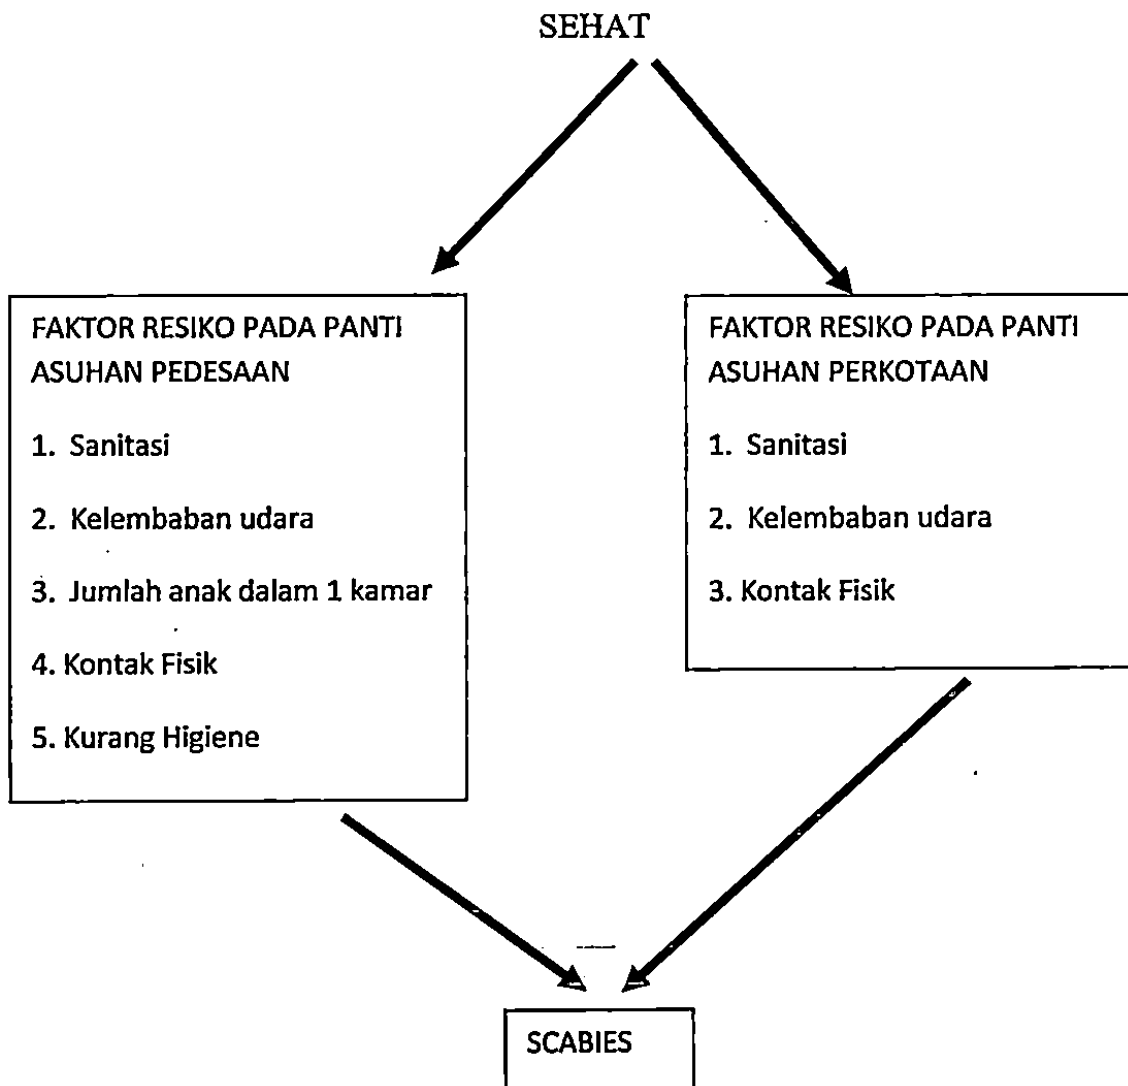 SEHAT
FAKTOR RESIKO PADA PANTI
ASUHAN PEDESAAN
1. Sanitasi
2. Kelembaban udara
3. Jumlah anak dalam 1 kamar
4. Kontak Fisik
5. Kurang Higiene
FAKTOR RESIKO PADA PANTI
ASUHAN PERKOTAAN
1. Sanitasi
2. Kelembaban udara
3. Kontak Fisik
SCABIES